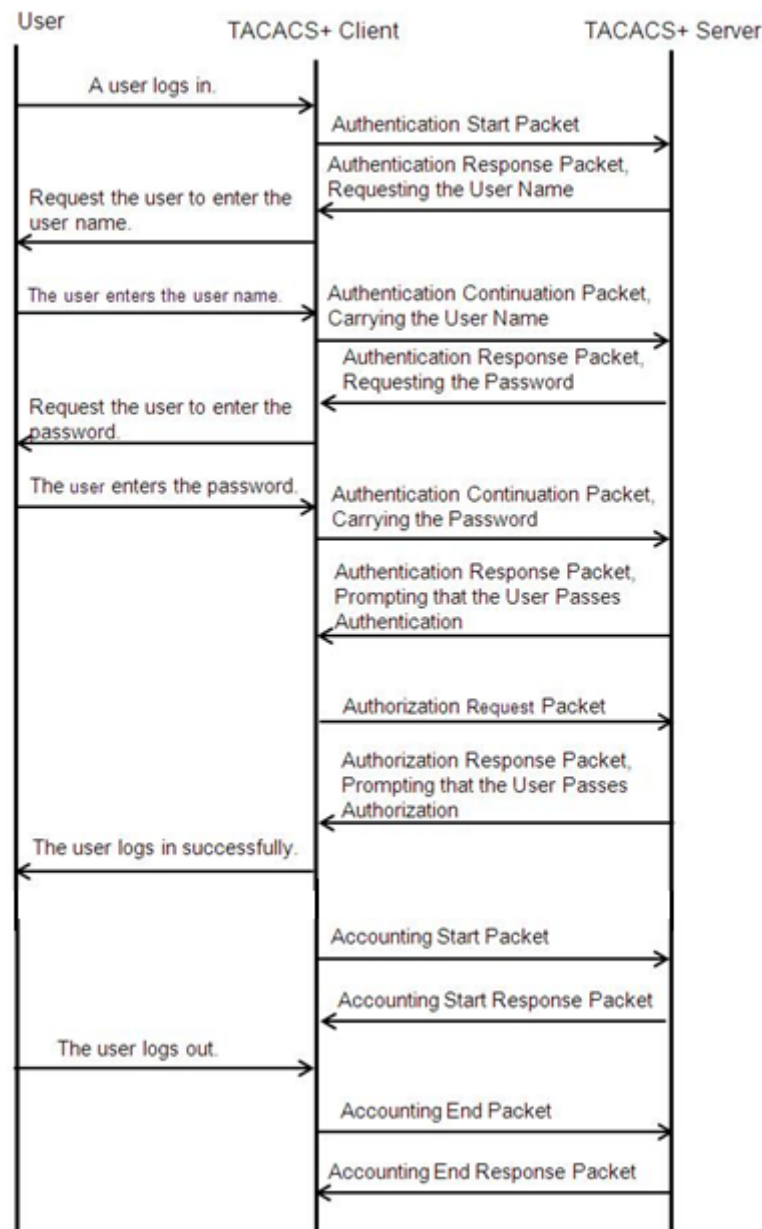 User
TACACS+ Client
TACACS+ Server
A user logs in.
Authentication Start Packet
Authentication Response Packet,
Requesting the User Name
Request the user to enter the
user name.
The user enters the user name.
Authentication Continuation Packet,
Carrying the User Name
Authentication Response Packet,
Requesting the Password
Request the user to enter the
password.
The user enters the password.
Authentication Continuation Packet,
Carrying the Password
Authentication Response Packet,
Prompting that the User Passes
Authentication
Authorization Request Packet
Authorization Response Packet,
Prompting that the User Passes
Authorization
The user logs in successfully.
Accounting Start Packet
Accounting Start Response Packet
The user logs out.
Accounting End Packet
Accounting End Response Packet